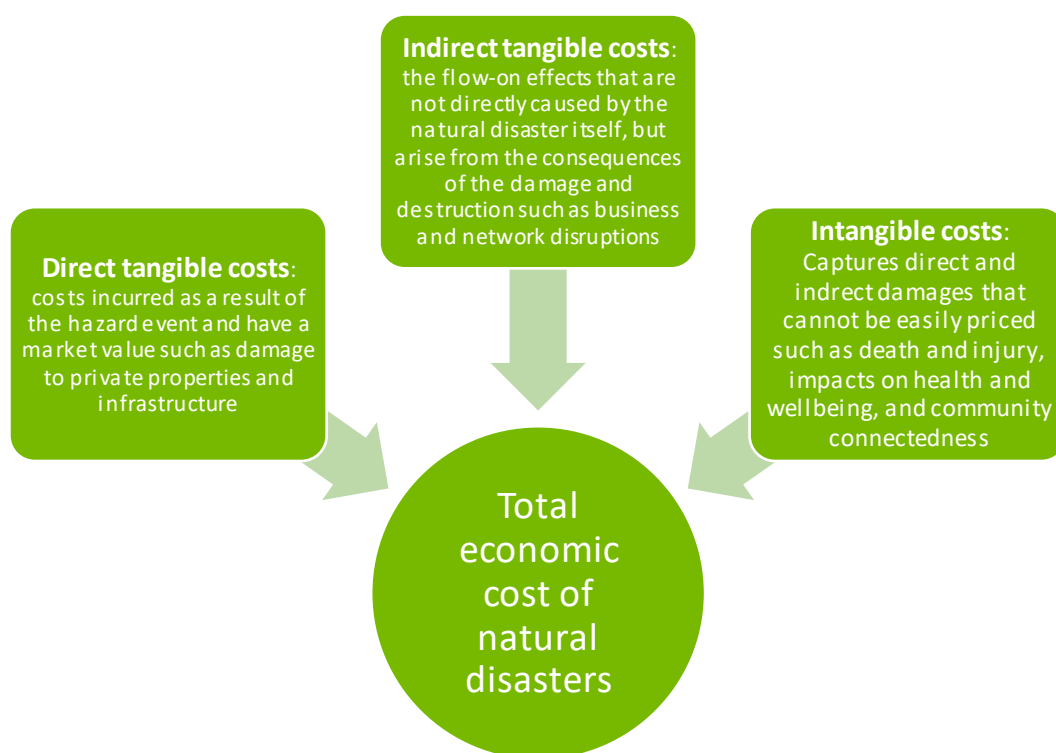 Direct tangible costs:
costs incurred as a result of
the hazard event and have a
market value such as damage
to private properties and
infrastructure
Indirect tangible costs:
the flow-on effects that are
not directly caused by the
natural disaster itself, but
arise from the consequences
of the damage and
destruction such as business
and network disruptions
Intangible costs:
Captures direct and
indrect damages that
cannot be easily priced
such as death and injury,
impacts on health and
wellbeing, and community
connectedness
Total
economic
cost of
natural
disasters